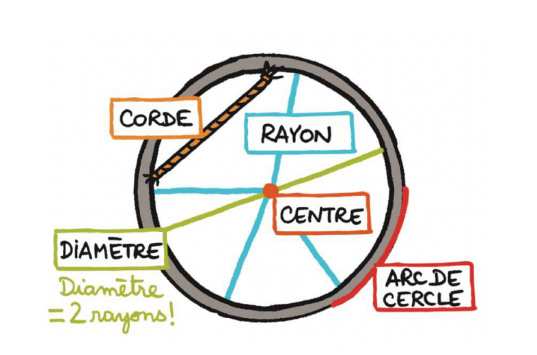 CORDE
RAYON
CENTRE
DIAMÈTRE
Diamètre
= 2 rayons!
ARC DE
CERCLE